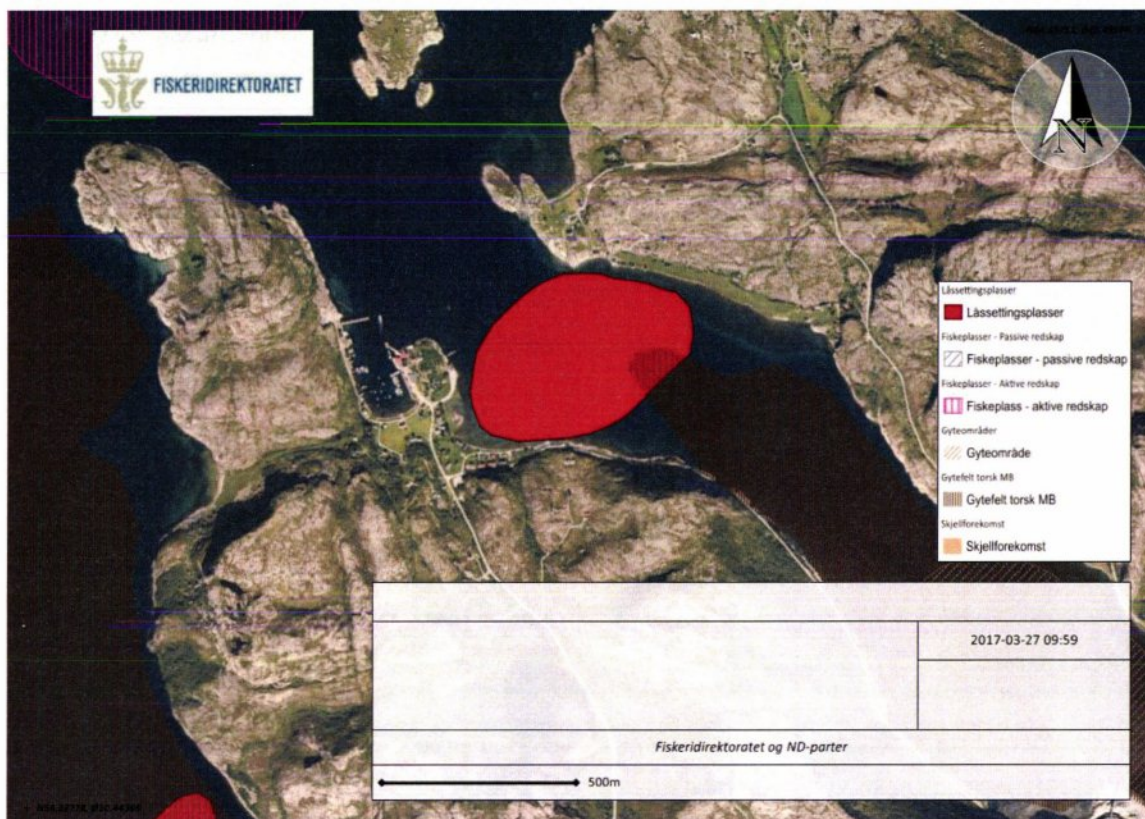 FISKERIDIREKTORATET
N
Låssettingsplasser
Låssettingsplasser
Fiskeplasser - Passive redskap
Fiskeplasser - passive redskap
Fiskeplasser - Aktive redskap
Fiskeplass - aktive redskap
Gyteområder
Gyteområde
Gytefelt torsk MB
Gytefelt torsk MB
Skjellforekomst
Skjellforekomst
2017-03-27 09:59
Fiskeridirektoratet og ND-parter
500m